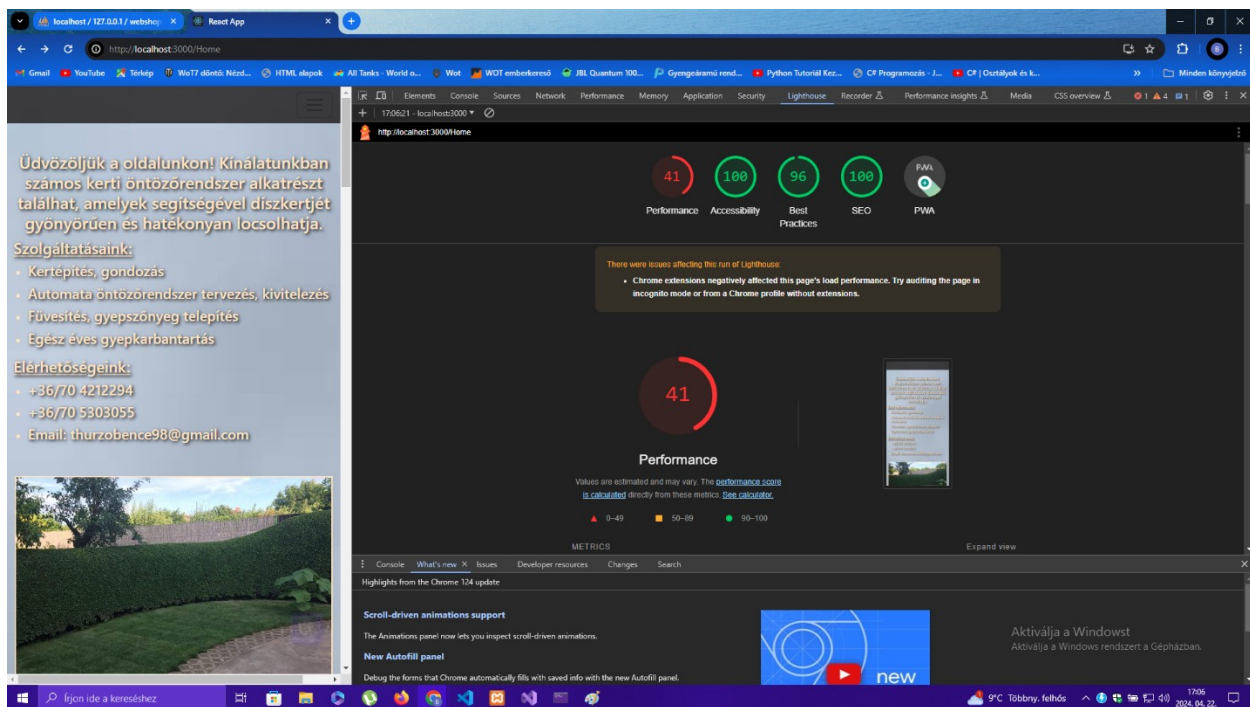 localhost / 127.0.0.1 / websho
React App
http://localhost:3000/Home
Gmail
YouTube
Térkép
WoT7 döntő: Nézd...
HTML alapok
All Tanks - World o...
Wot
WOT emberkereső
JBL Quantum 100...
Gyengeáramú rend...
Python Tutoriál Kez...
C# Programozás - J...
C# | Osztályok és k...
»
Minden könyvjelző
Elements
Console
Sources
Network
Performance
Memory
Application
Security
Lighthouse
Recorder
Performance insights
Media
CSS overview
1
4
1
17:06:21 - localhost:3000
http://localhost:3000/Home
Üdvözöljük a oldalunkon! Kínálatunkban
számos kerti öntözőrendszer alkatrészt
találhat, amelyek segítségével díszkertjét
gyönyörűen és hatékonyan locsolhatja.
Szolgáltatásaink:
Kertépítés, gondozás
Automata öntözőrendszer tervezés, kivitelezés
Füvesítés, gyepszőnyeg telepítés
Egész éves gyepkarbantartás
Elérhetőségeink:
+36/70 4212294
+36/70 5303055
Email: thurzobence98@gmail.com
41
100
96
100
PWA
Performance
Accessibility
Best
Practices
SEO
PWA
There were issues affecting this run of Lighthouse:
Chrome extensions negatively affected this page's load performance. Try auditing the page in
incognito mode or from a Chrome profile without extensions.
41
Performance
Values are estimated and may vary. The performance score
is calculated directly from these metrics. See calculator.
0–49
50–89
90–100
METRICS
Expand view
Console
What's new
Issues
Developer resources
Changes
Search
Highlights from the Chrome 124 update
Scroll-driven animations support
The Animations panel now lets you inspect scroll-driven animations.
New Autofill panel
Debug the forms that Chrome automatically fills with saved info with the new Autofill panel.
new
Aktiválja a Windowst
Aktiválja a Windows rendszert a Gépházban.
Írjon ide a kereséshez
9°C Többny. felhős
17:06
2024. 04. 22.